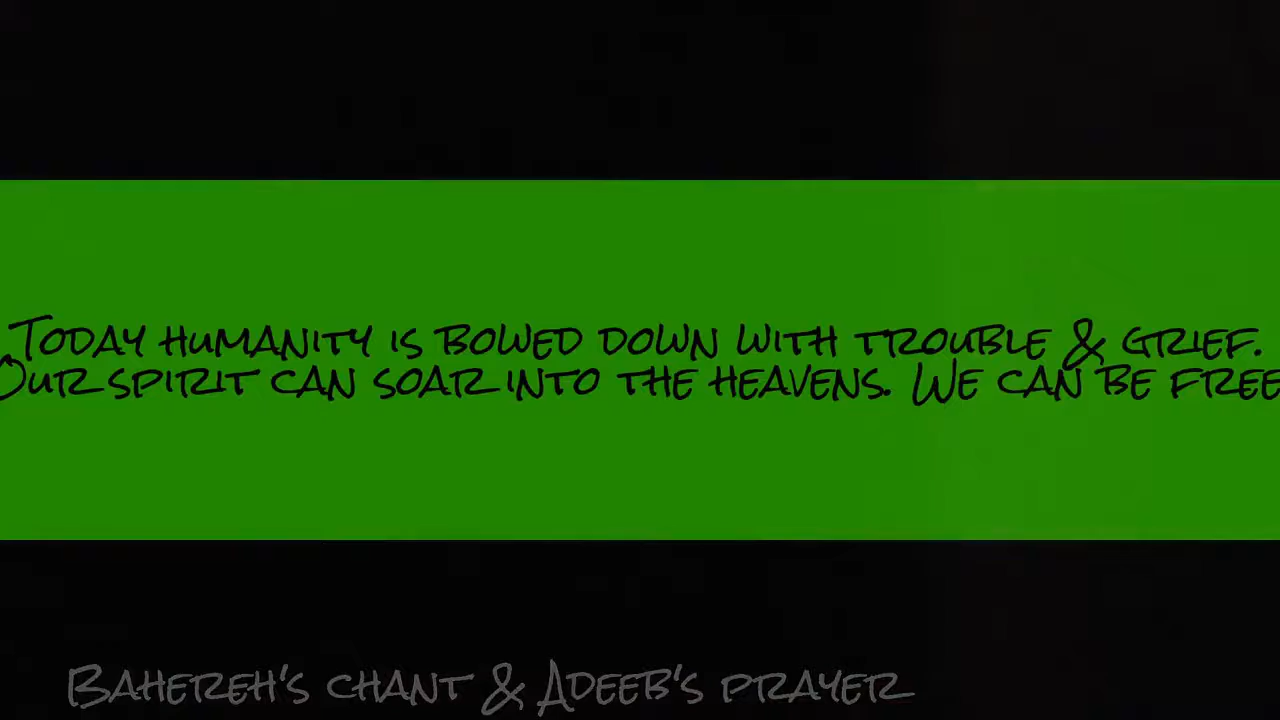 Today humanity is bowed down with trouble & grief.
Our spirit can soar into the heavens. We can be free
Bahereh's chant & Adeeb's prayer